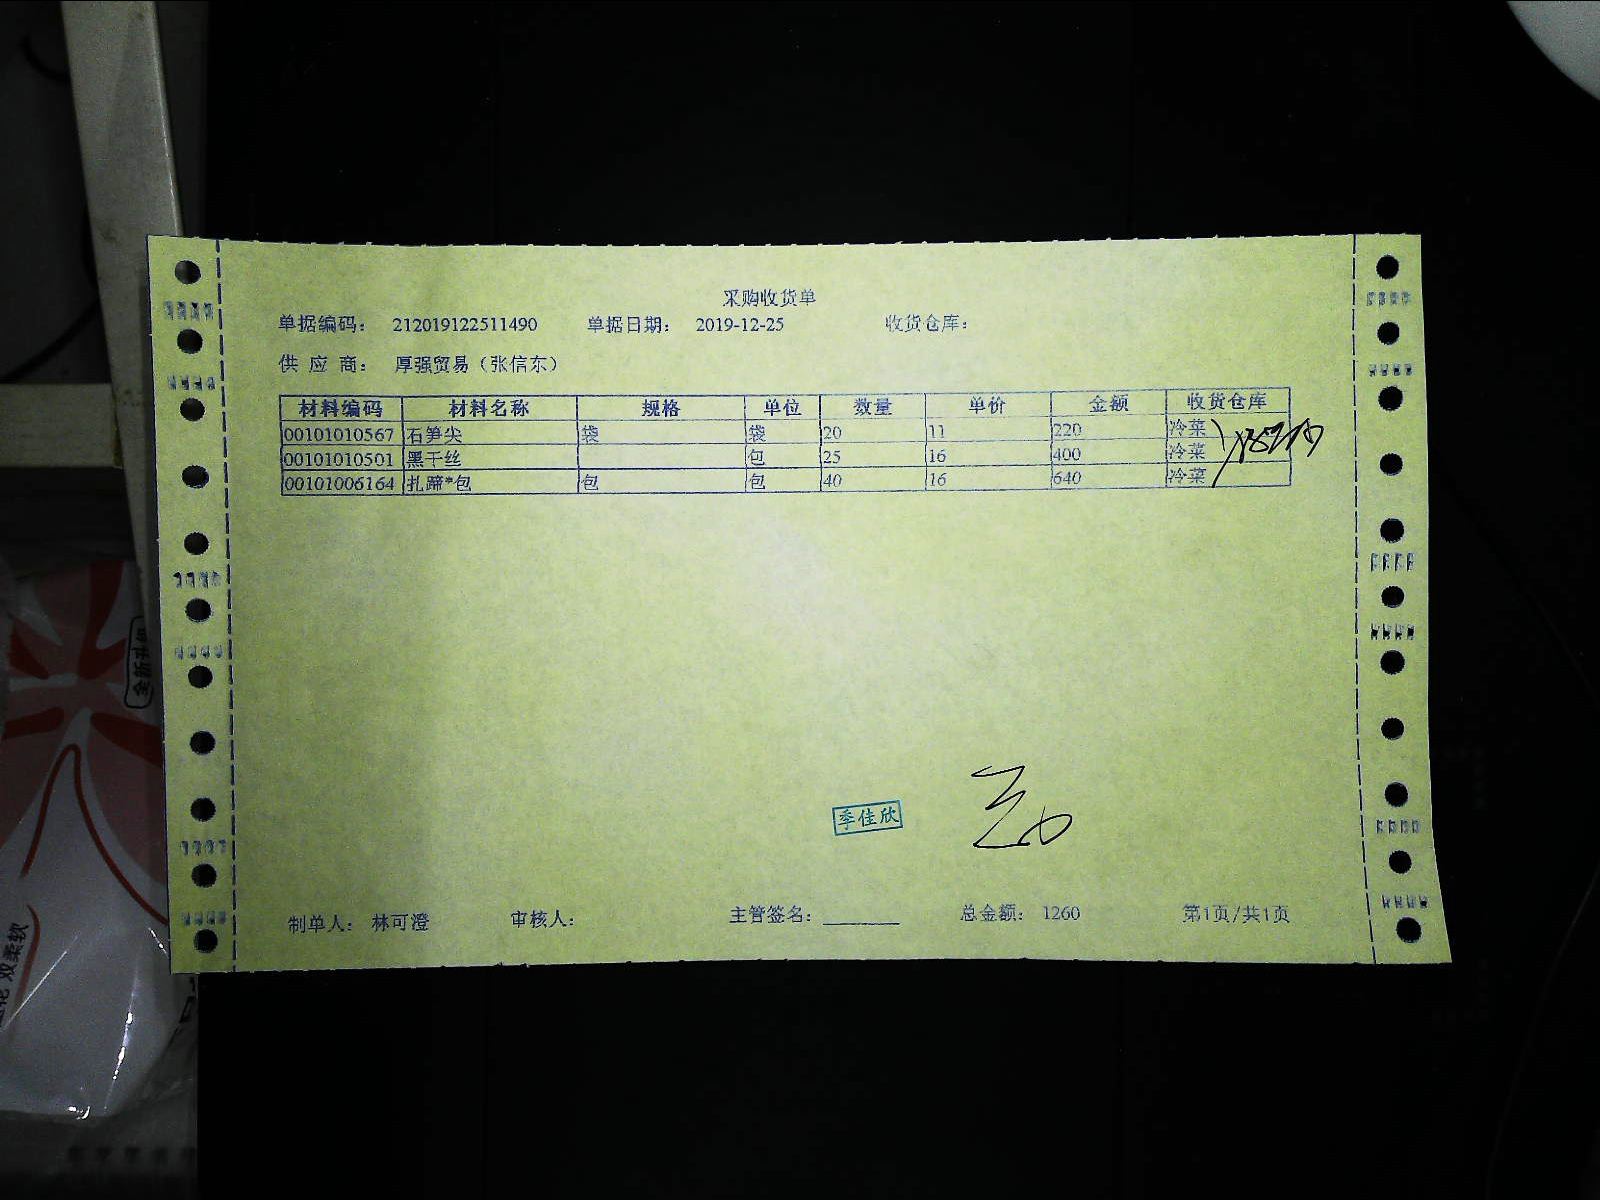 采购收货单
单据编码： 212019122511490 单据日期： 2019-12-25 收货仓库：
供 应 商： 厚强贸易（张信东）
材料编码 材料名称 规格 单位 数量 单价 金额 收货仓库
00101010567 石笋尖 袋 袋 20 11 220 冷菜
00101010501 黑干丝 包 25 16 400 冷菜
00101006164 扎蹄*包 包 包 40 16 640 冷菜
季佳欣
制单人： 林可澄 审核人： 主管签名： 总金额： 1260 第1页/共1页
双柔软